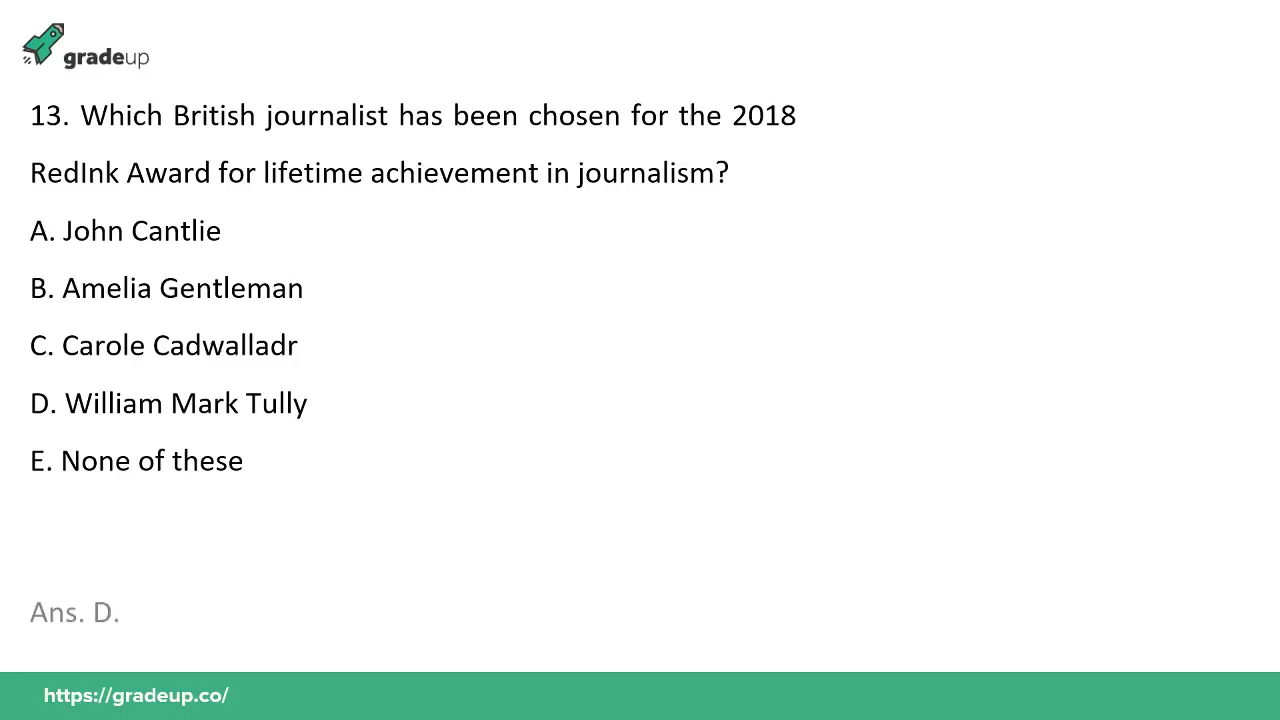 gradeup
13. Which British journalist has been chosen for the 2018
RedInk Award for lifetime achievement in journalism?
A. John Cantlie
B. Amelia Gentleman
C. Carole Cadwalladr
D. William Mark Tully
E. None of these
Ans. D.
https://gradeup.co/